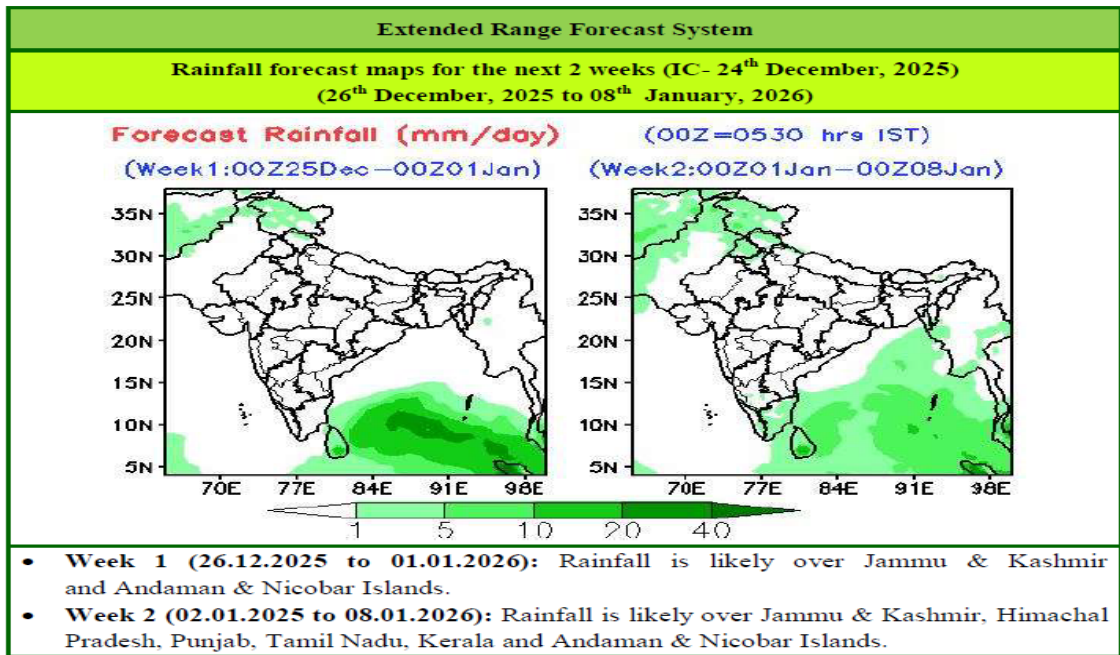 Extended Range Forecast System
Rainfall forecast maps for the next 2 weeks (IC- 24th December, 2025)
(26th December, 2025 to 08th January, 2026)
Forecast Rainfall (mm/day) (00Z=0530 hrs IST)
(Week1:00Z25Dec−00Z01Jan) (Week2:00Z01Jan−00Z08Jan)
35N 35N
30N 30N
25N 25N
20N 20N
15N 15N
10N 10N
5N 5N
70E 77E 84E 91E 98E 70E 77E 84E 91E 98E
1 5 10 20 40
• Week 1 (26.12.2025 to 01.01.2026): Rainfall is likely over Jammu & Kashmir
and Andaman & Nicobar Islands.
• Week 2 (02.01.2025 to 08.01.2026): Rainfall is likely over Jammu & Kashmir, Himachal
Pradesh, Punjab, Tamil Nadu, Kerala and Andaman & Nicobar Islands.